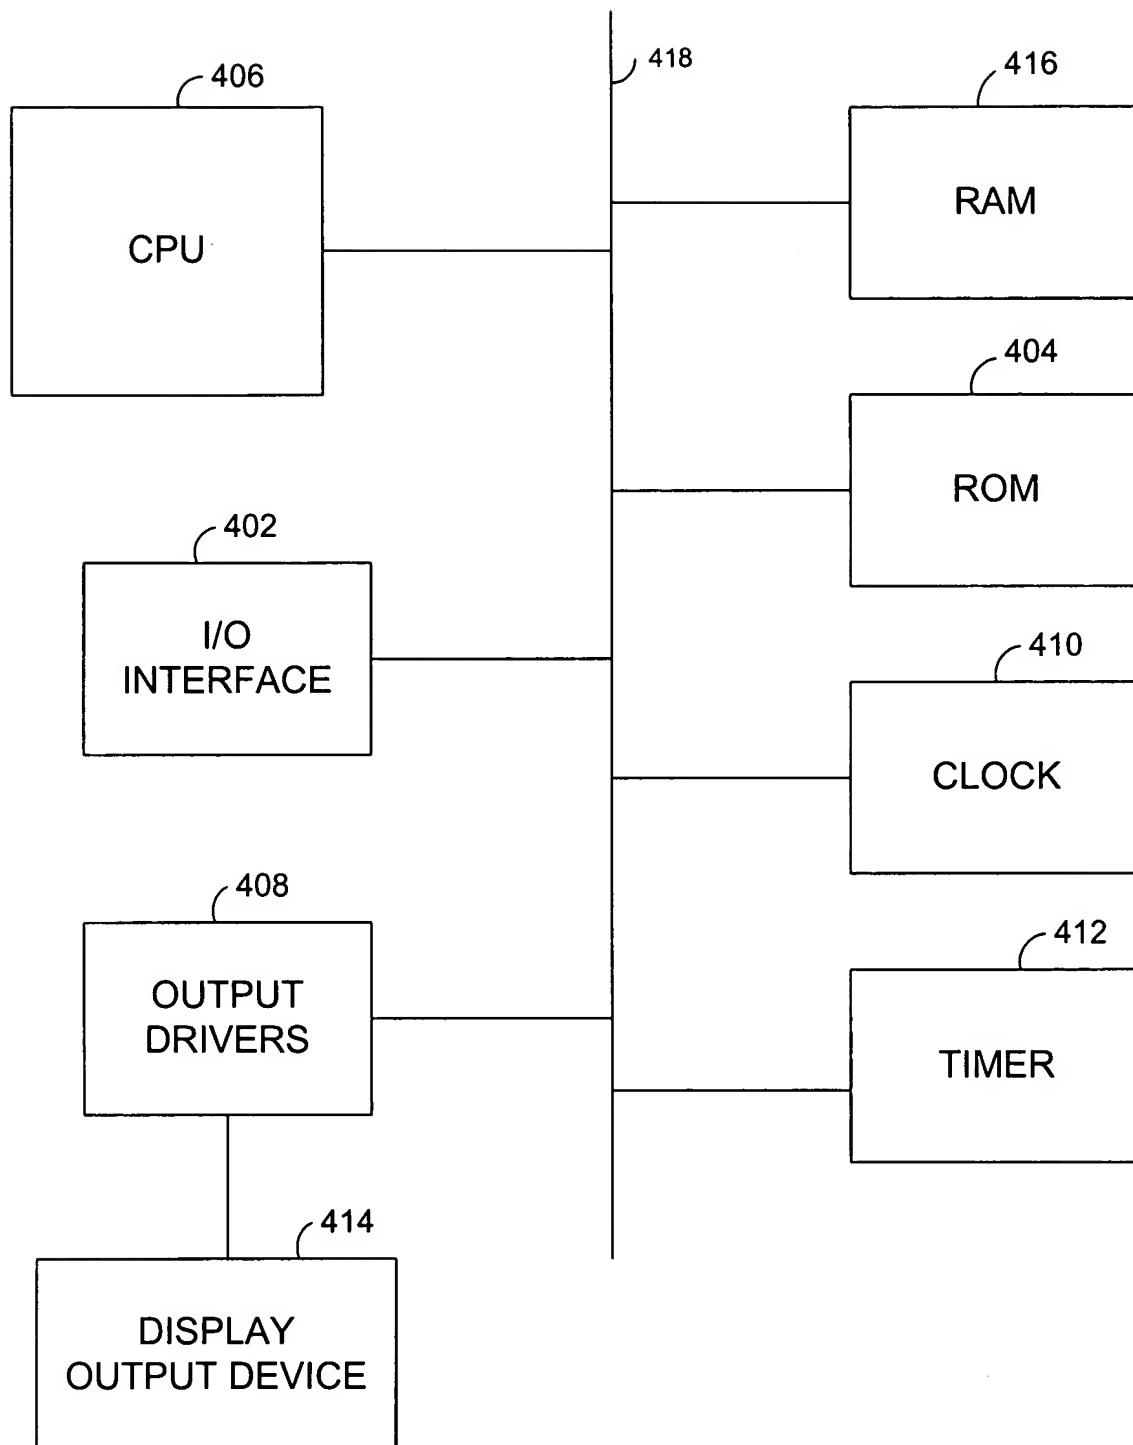 406
CPU
418
416
RAM
404
ROM
402
I/O
INTERFACE
410
CLOCK
408
OUTPUT
DRIVERS
412
TIMER
414
DISPLAY
OUTPUT DEVICE